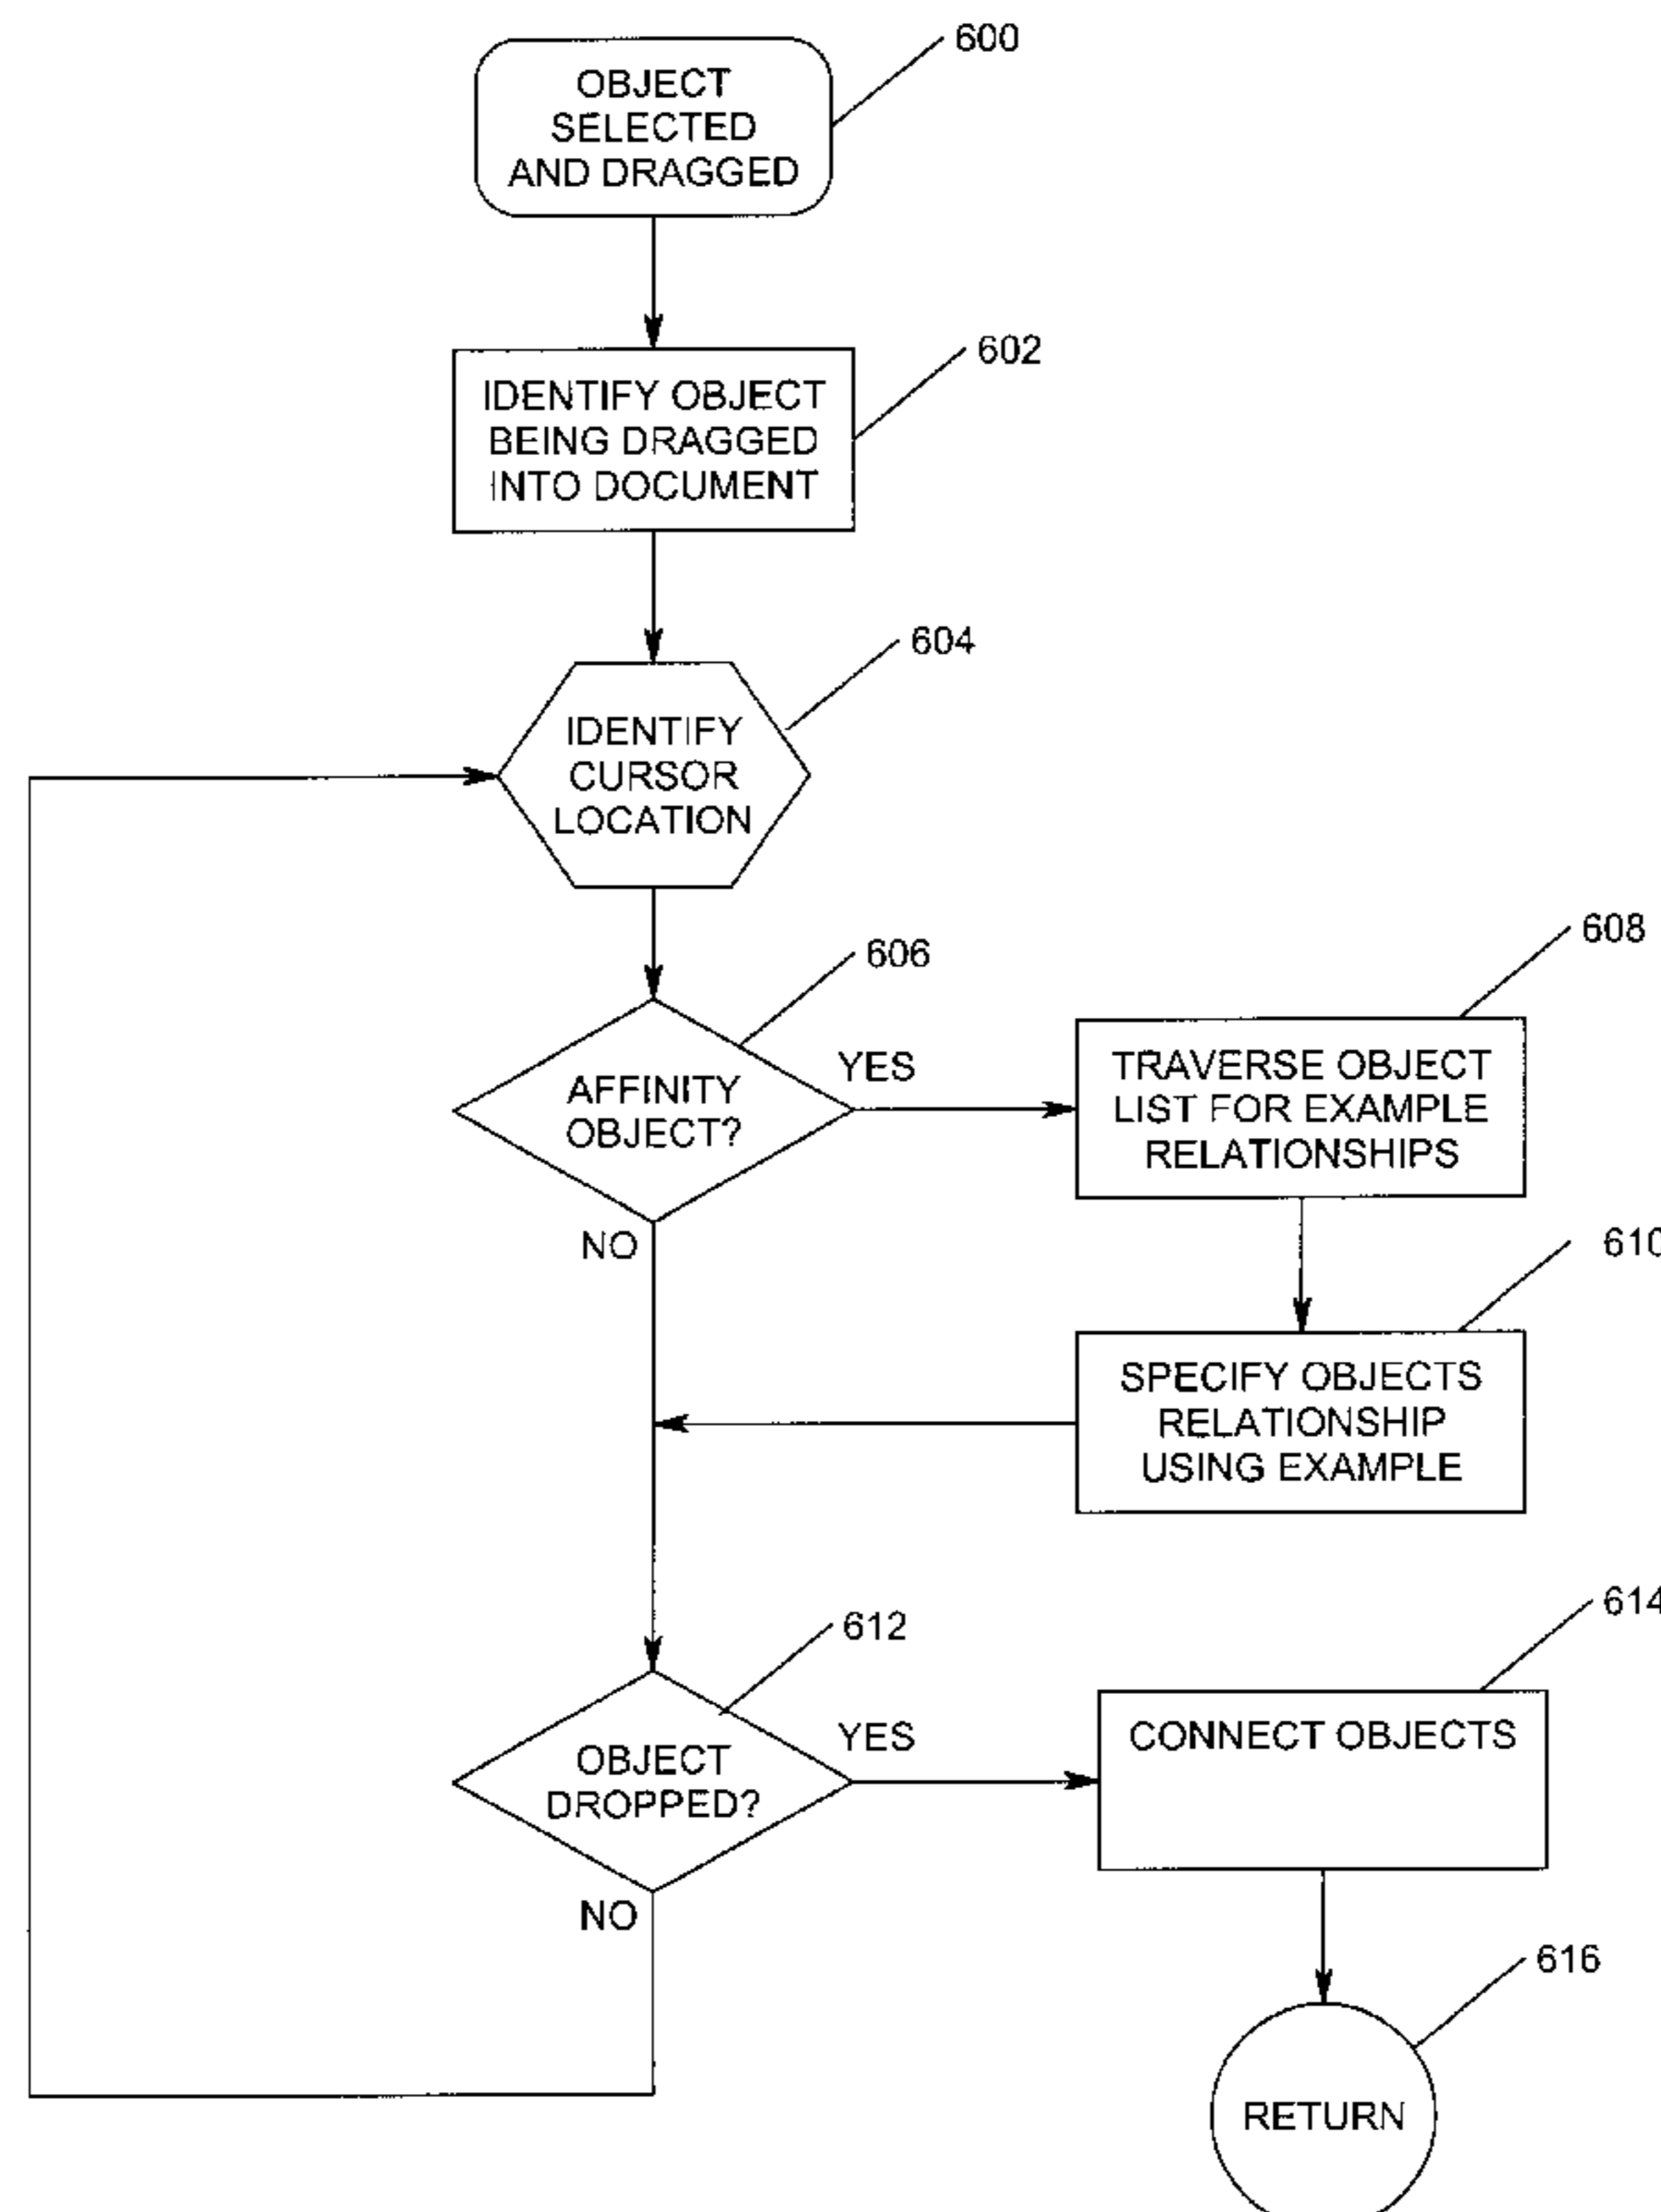 600
OBJECT
SELECTED
AND DRAGGED
602
IDENTIFY OBJECT
BEING DRAGGED
INTO DOCUMENT
604
IDENTIFY
CURSOR
LOCATION
606
AFFINITY
OBJECT?
YES
NO
608
TRAVERSE OBJECT
LIST FOR EXAMPLE
RELATIONSHIPS
610
SPECIFY OBJECTS
RELATIONSHIP
USING EXAMPLE
612
OBJECT
DROPPED?
YES
NO
614
CONNECT OBJECTS
616
RETURN